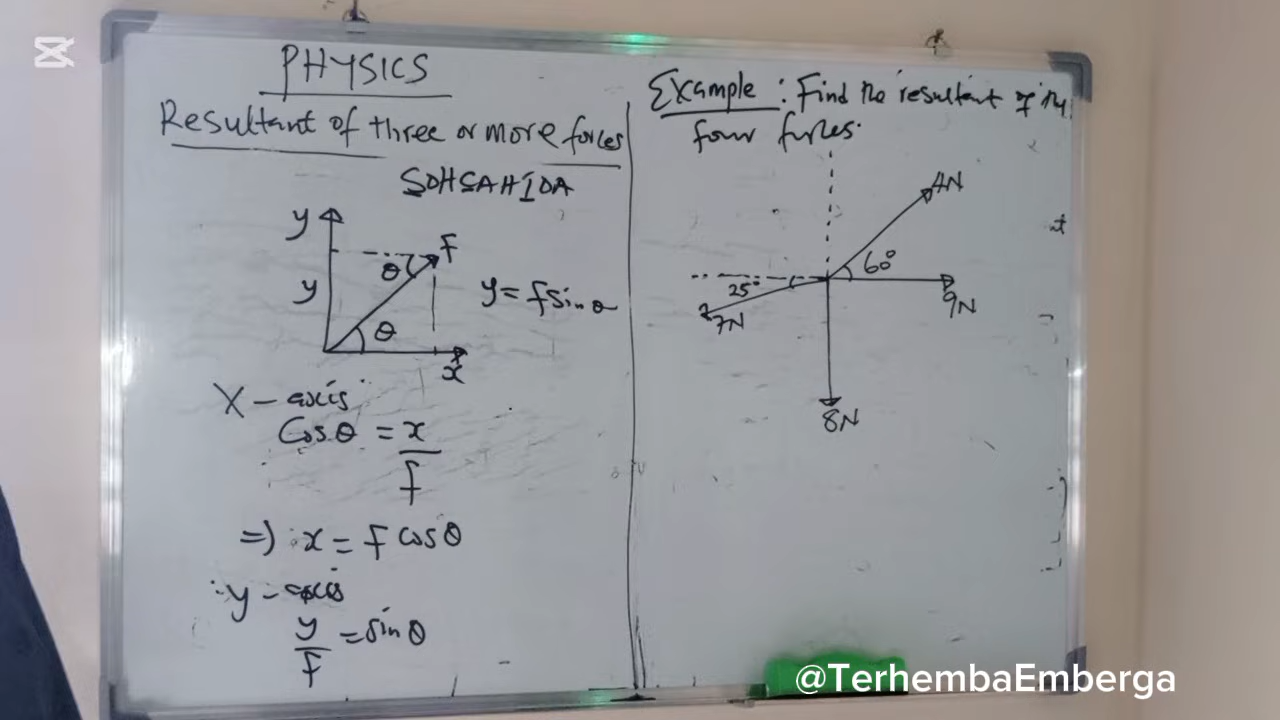 PHYSICS
Resultant of three or more forces
SOHCAHTOA
y
F
θ
y
θ
y = f sin θ
x
X - axis
Cos θ = x
f
=) x = f cos θ
y - axis
y
f
= sin θ
Example : Find the resultant of the
four forces.
4N
60°
25°
7N
9N
8N
@TerhembaEmberga